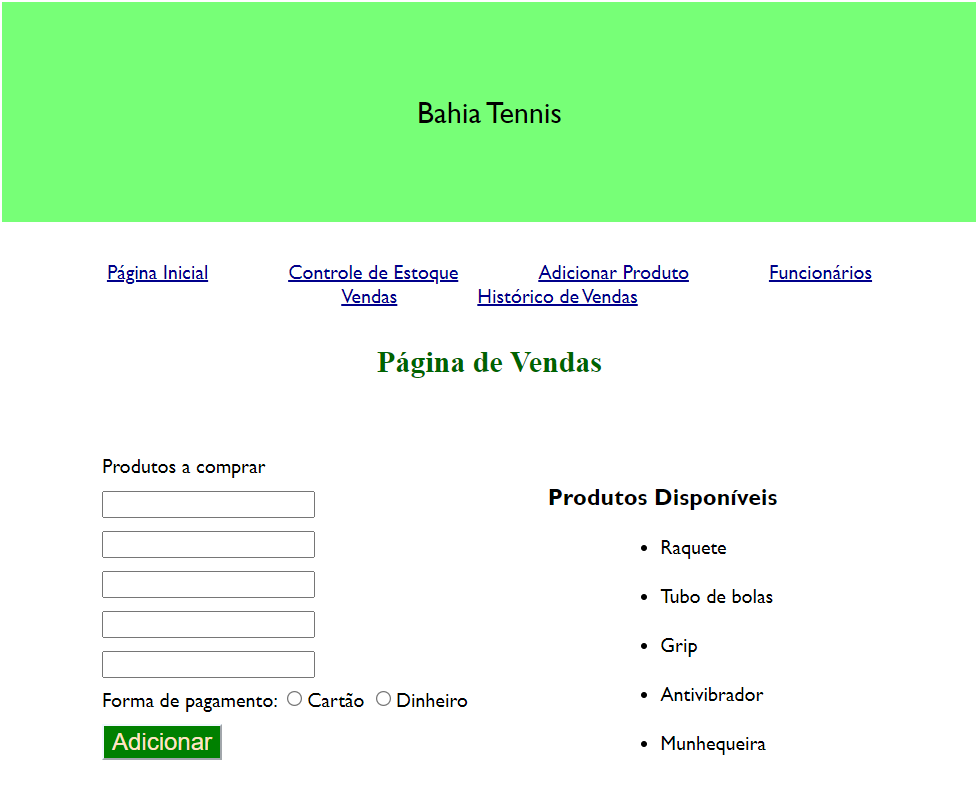 Bahia Tennis
Página Inicial Controle de Estoque Adicionar Produto Funcionários
Vendas Histórico de Vendas
Página de Vendas
Produtos a comprar
Forma de pagamento: Cartão Dinheiro
Adicionar
Produtos Disponíveis
Raquete
Tubo de bolas
Grip
Antivibrador
Munhequeira